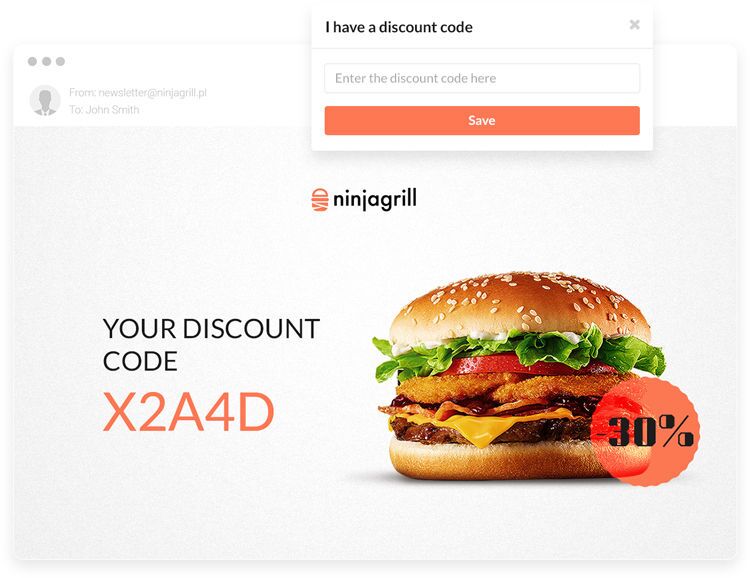 I have a discount code
Enter the discount code here
Save
From: newsletter@ninjagrill.pl
To: John Smith
ninjagrill
YOUR DISCOUNT
CODE
X2A4D
-30%